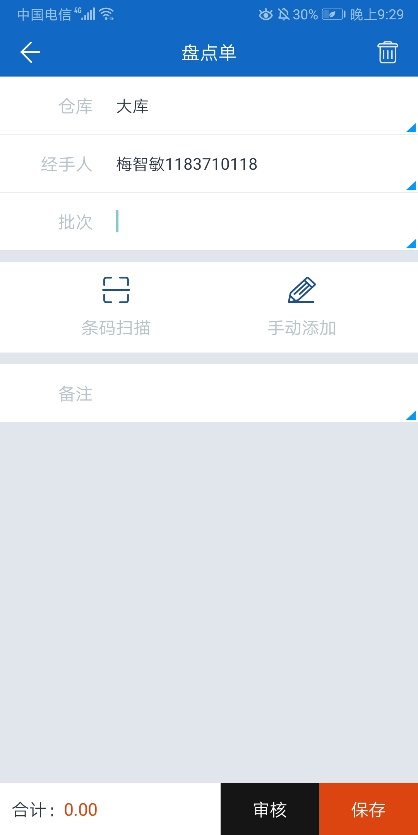 中国电信 4G 30% 晚上9:29
盘点单
仓库 大库
经手人 梅智敏1183710118
批次
条码扫描 手动添加
备注
合计：0.00 审核 保存